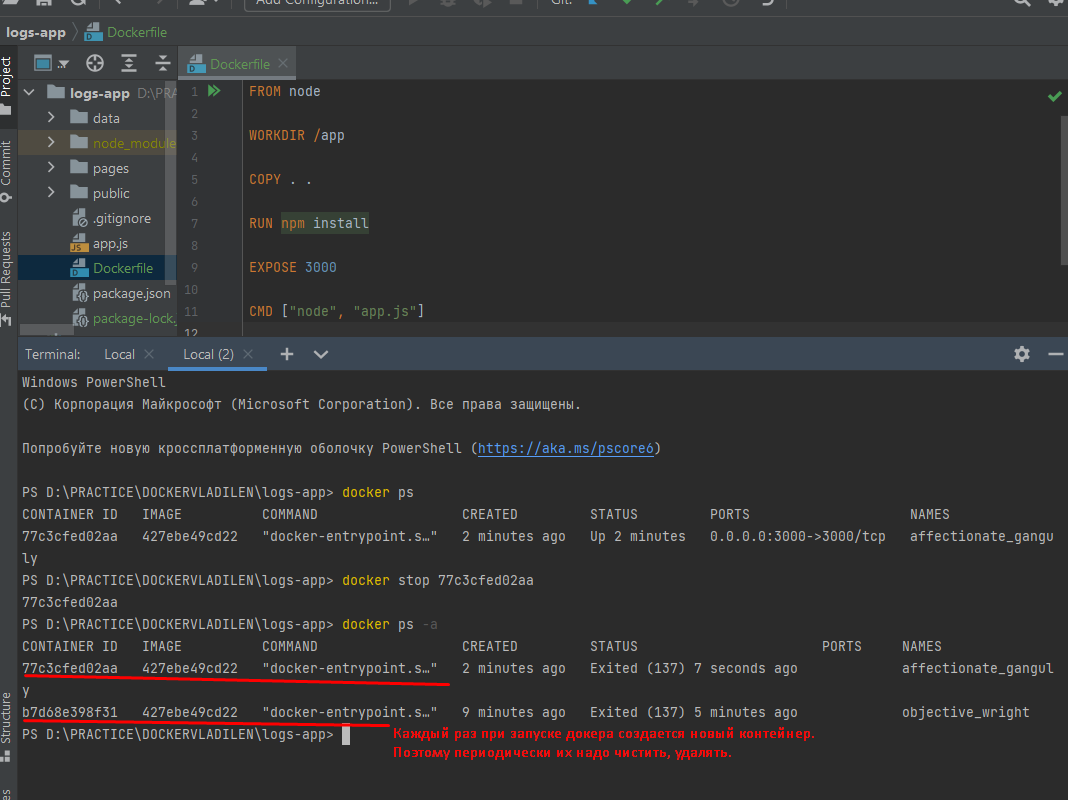 Add Configuration...
Git:
logs-app
Dockerfile
Project
Dockerfile
logs-app D:\PRA
data
node_module
pages
public
.gitignore
app.js
Dockerfile
package.json
package-lock.
Commit
Pull Requests
1 FROM node
2
3 WORKDIR /app
4
5 COPY . .
6
7 RUN npm install
8
9 EXPOSE 3000
10
11 CMD ["node", "app.js"]
12
Terminal: Local Local (2)
Windows PowerShell
(C) Корпорация Майкрософт (Microsoft Corporation). Все права защищены.
Попробуйте новую кроссплатформенную оболочку PowerShell (https://aka.ms/pscore6)
PS D:\PRACTICE\DOCKERVLADILEN\logs-app> docker ps
CONTAINER ID IMAGE COMMAND CREATED STATUS PORTS NAMES
77c3cfed02aa 427ebe49cd22 "docker-entrypoint.s…" 2 minutes ago Up 2 minutes 0.0.0.0:3000->3000/tcp affectionate_gangu
ly
PS D:\PRACTICE\DOCKERVLADILEN\logs-app> docker stop 77c3cfed02aa
77c3cfed02aa
PS D:\PRACTICE\DOCKERVLADILEN\logs-app> docker ps -a
CONTAINER ID IMAGE COMMAND CREATED STATUS PORTS NAMES
77c3cfed02aa 427ebe49cd22 "docker-entrypoint.s…" 2 minutes ago Exited (137) 7 seconds ago affectionate_gangul
y
b7d68e398f31 427ebe49cd22 "docker-entrypoint.s…" 9 minutes ago Exited (137) 5 minutes ago objective_wright
PS D:\PRACTICE\DOCKERVLADILEN\logs-app>
Каждый раз при запуске докера создается новый контейнер.
Поэтому периодически их надо чистить, удалять.
Structure